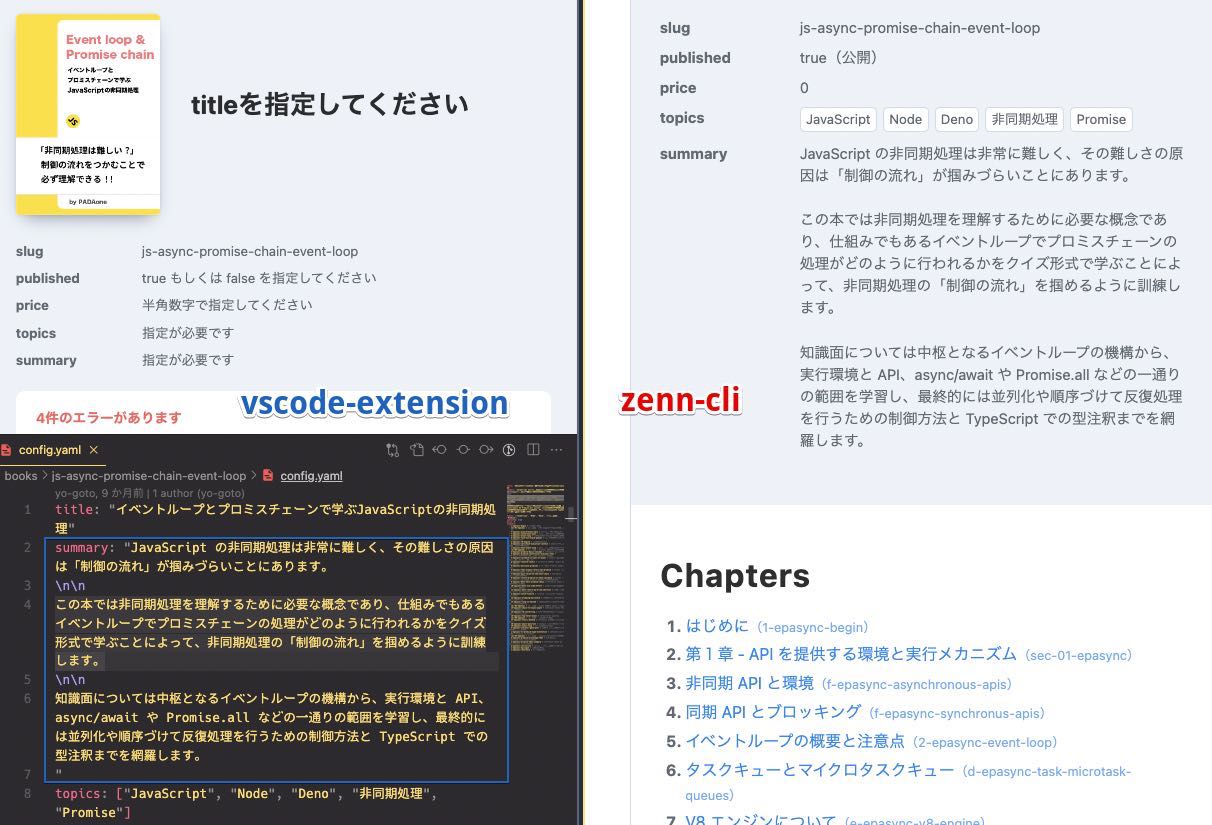 Event loop &
Promise chain
イベントループと
プロミスチェーンで学ぶ
JavaScriptの非同期処理
JS
「非同期処理は難しい？」
制御の流れをつかむことで
必ず理解できる！！
by PADAone
titleを指定してください
slug js-async-promise-chain-event-loop
published true もしくは false を指定してください
price 半角数字で指定してください
topics 指定が必要です
summary 指定が必要です
vscode-extension
4件のエラーがあります
config.yaml
books > js-async-promise-chain-event-loop > config.yaml
yo-goto, 9 か月前 | 1 author (yo-goto)
1 title: "イベントループとプロミスチェーンで学ぶJavaScriptの非同期処
理"
2 summary: "JavaScript の非同期処理は非常に難しく、その難しさの原因
は「制御の流れ」が掴みづらいことにあります。
3 \n\n
4 この本では非同期処理を理解するために必要な概念であり、仕組みでもある
イベントループでプロミスチェーンの処理がどのように行われるかをクイズ
形式で学ぶことによって、非同期処理の「制御の流れ」を掴めるように訓練
します。
5 \n\n
6 知識面については中枢となるイベントループの機構から、実行環境と API、
async/await や Promise.all などの一通りの範囲を学習し、最終的に
は並列化や順序づけて反復処理を行うための制御方法と TypeScript での
型注釈までを網羅します。
7 "
8 topics: ["JavaScript", "Node", "Deno", "非同期処理",
"Promise"]
zenn-cli
slug js-async-promise-chain-event-loop
published true（公開）
price 0
topics JavaScript Node Deno 非同期処理 Promise
summary JavaScript の非同期処理は非常に難しく、その難しさの原
因は「制御の流れ」が掴みづらいことにあります。
この本では非同期処理を理解するために必要な概念であ
り、仕組みでもあるイベントループでプロミスチェーンの
処理がどのように行われるかをクイズ形式で学ぶことによ
って、非同期処理の「制御の流れ」を掴めるように訓練し
ます。
知識面については中枢となるイベントループの機構から、
実行環境と API、async/await や Promise.all などの一通り
の範囲を学習し、最終的には並列化や順序づけて反復処理
を行うための制御方法と TypeScript での型注釈までを網
羅します。
Chapters
1. はじめに（1-epasync-begin）
2. 第 1 章 - API を提供する環境と実行メカニズム（sec-01-epasync）
3. 非同期 API と環境（f-epasync-asynchronous-apis）
4. 同期 API とブロッキング（f-epasync-synchronus-apis）
5. イベントループの概要と注意点（2-epasync-event-loop）
6. タスクキューとマイクロタスクキュー（d-epasync-task-microtask-
queues）
7. V8 エンジンについて（e-epasync-v8-engine）